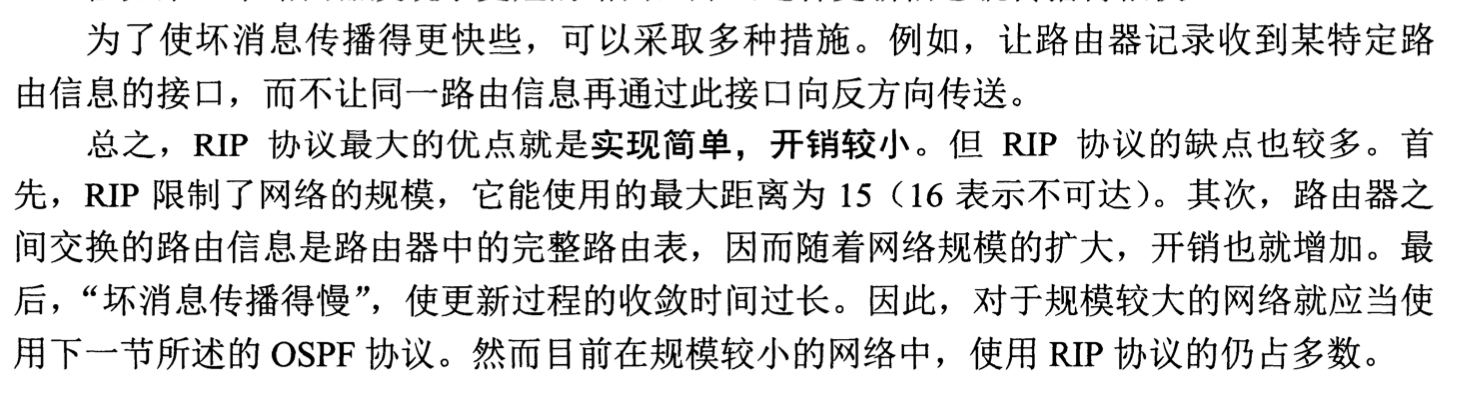 为了使坏消息传播得更快些，可以采取多种措施。例如，让路由器记录收到某特定路
由信息的接口，而不让同一路由信息再通过此接口向反方向传送。
总之，RIP 协议最大的优点就是实现简单，开销较小。但 RIP 协议的缺点也较多。首
先，RIP 限制了网络的规模，它能使用的最大距离为 15（16 表示不可达）。其次，路由器之
间交换的路由信息是路由器中的完整路由表，因而随着网络规模的扩大，开销也就增加。最
后，“坏消息传播得慢”，使更新过程的收敛时间过长。因此，对于规模较大的网络就应当使
用下一节所述的 OSPF 协议。然而目前在规模较小的网络中，使用 RIP 协议的仍占多数。